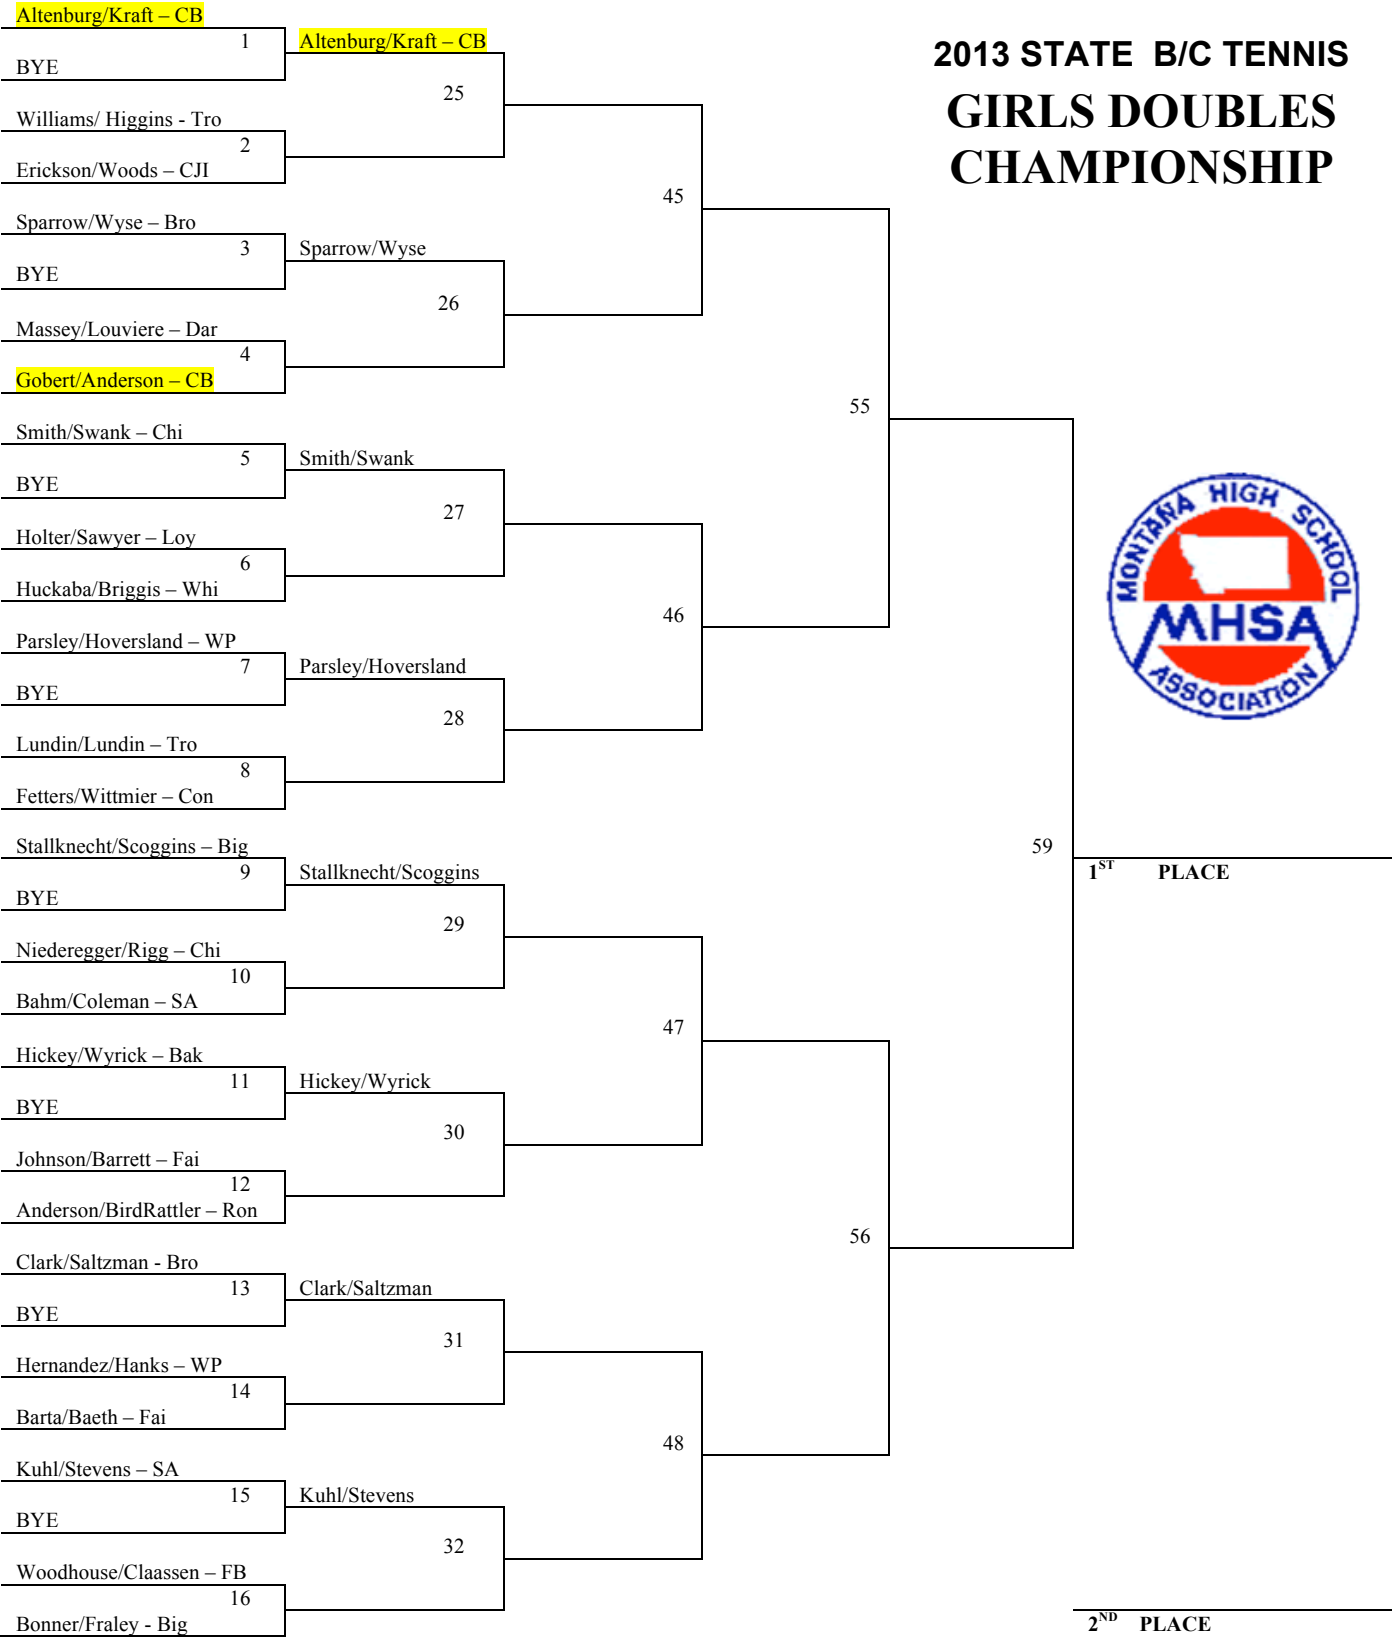 Altenburg/Kraft – CB
1
Altenburg/Kraft – CB
BYE
25
2013 STATE B/C TENNIS
GIRLS DOUBLES
CHAMPIONSHIP
Williams/ Higgins - Tro
2
Erickson/Woods – CJI
45
Sparrow/Wyse – Bro
3
Sparrow/Wyse
BYE
26
Massey/Louviere – Dar
4
Gobert/Anderson – CB
55
Smith/Swank – Chi
5
Smith/Swank
BYE
27
Holter/Sawyer – Loy
6
Huckaba/Briggis – Whi
46
Parsley/Hoversland – WP
7
Parsley/Hoversland
BYE
28
Lundin/Lundin – Tro
8
Fetters/Wittmier – Con
MONTANA HIGH SCHOOL
MHSA
ASSOCIATION
59
1ST PLACE
Stallknecht/Scoggins – Big
9
Stallknecht/Scoggins
BYE
29
Niederegger/Rigg – Chi
10
Bahm/Coleman – SA
47
Hickey/Wyrick – Bak
11
Hickey/Wyrick
BYE
30
Johnson/Barrett – Fai
12
Anderson/BirdRattler – Ron
56
Clark/Saltzman - Bro
13
Clark/Saltzman
BYE
31
Hernandez/Hanks – WP
14
Barta/Baeth – Fai
48
Kuhl/Stevens – SA
15
Kuhl/Stevens
BYE
32
Woodhouse/Claassen – FB
16
Bonner/Fraley - Big
2ND PLACE